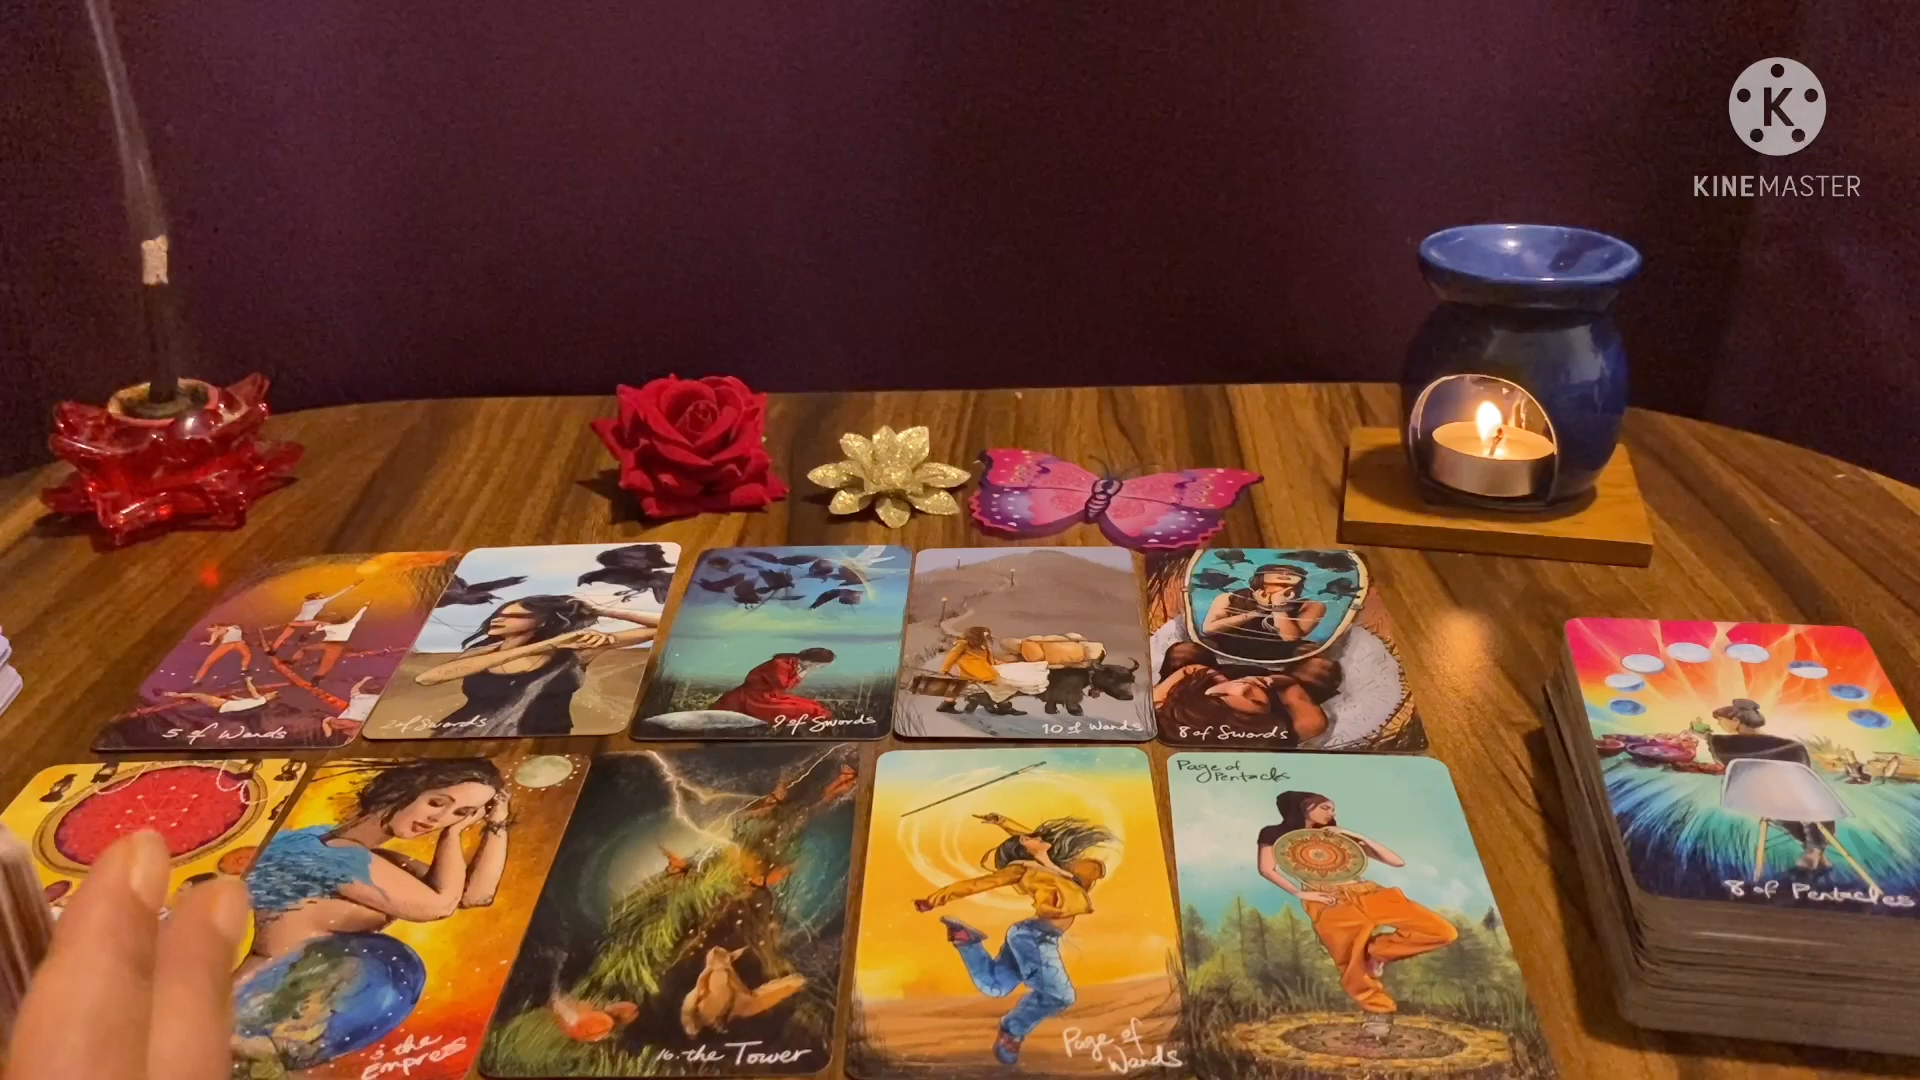 K
KINEMASTER
5 of Wands
2 of Swords
9 of Swords
10 of Wands
8 of Swords
Page of
Pentacles
8 of Pentacles
3 the
Empress
16. the Tower
Page of
Wands